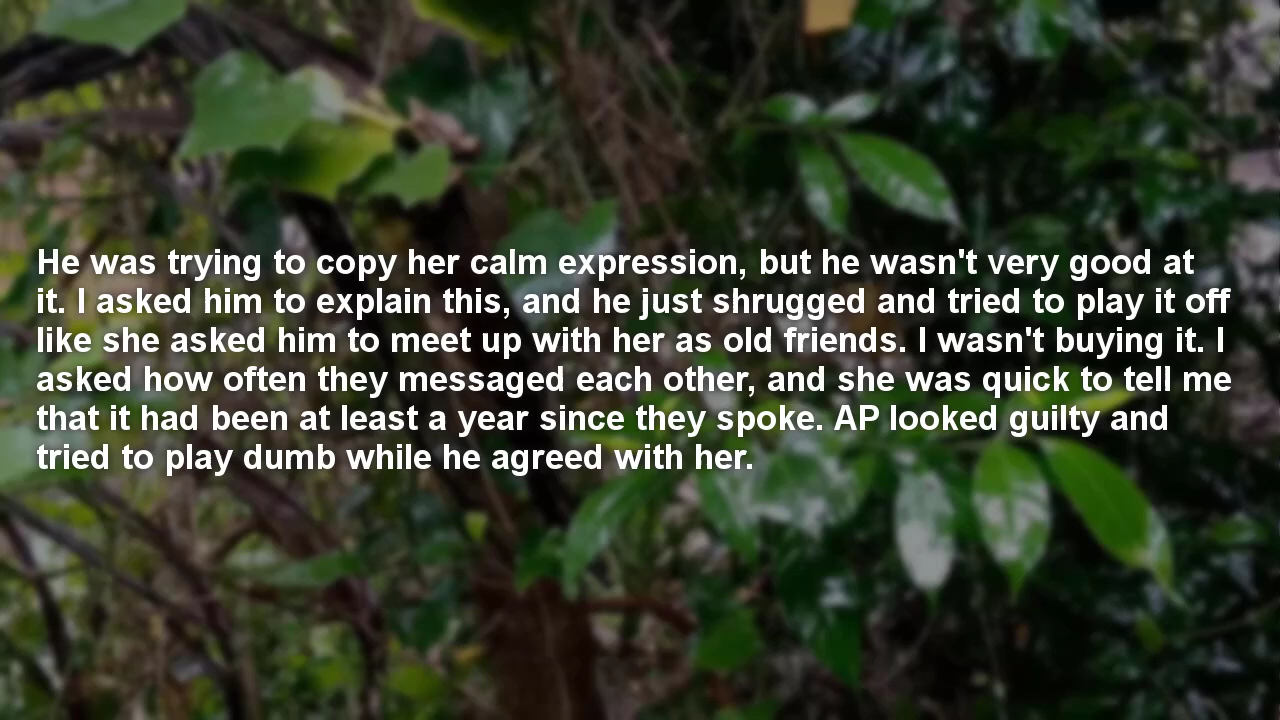 He was trying to copy her calm expression, but he wasn't very good at
it. I asked him to explain this, and he just shrugged and tried to play it off
like she asked him to meet up with her as old friends. I wasn't buying it. I
asked how often they messaged each other, and she was quick to tell me
that it had been at least a year since they spoke. AP looked guilty and
tried to play dumb while he agreed with her.